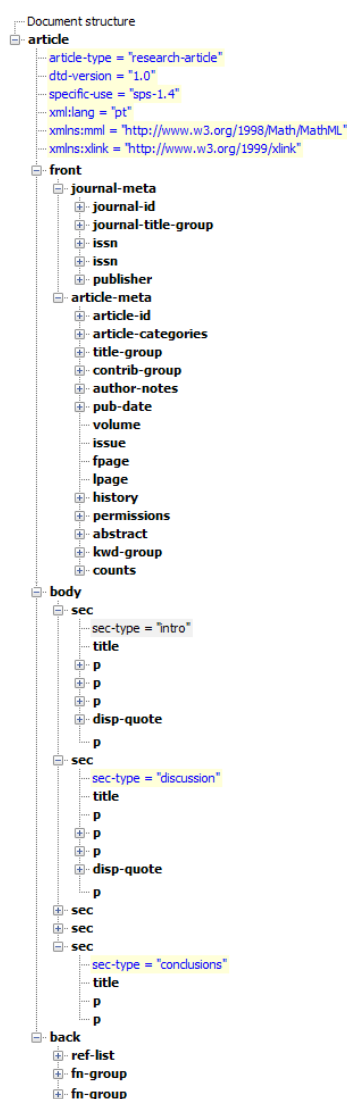 Document structure
article
article-type = "research-article"
dtd-version = "1.0"
specific-use = "sps-1.4"
xml:lang = "pt"
xmlns:mml = "http://www.w3.org/1998/Math/MathML"
xmlns:xlink = "http://www.w3.org/1999/xlink"
front
journal-meta
journal-id
journal-title-group
issn
issn
publisher
article-meta
article-id
article-categories
title-group
contrib-group
author-notes
pub-date
volume
issue
fpage
lpage
history
permissions
abstract
kwd-group
counts
body
sec
sec-type = "intro"
title
p
p
p
disp-quote
p
sec
sec-type = "discussion"
title
p
p
p
disp-quote
p
sec
sec
sec
sec-type = "conclusions"
title
p
p
back
ref-list
fn-group
fn-group